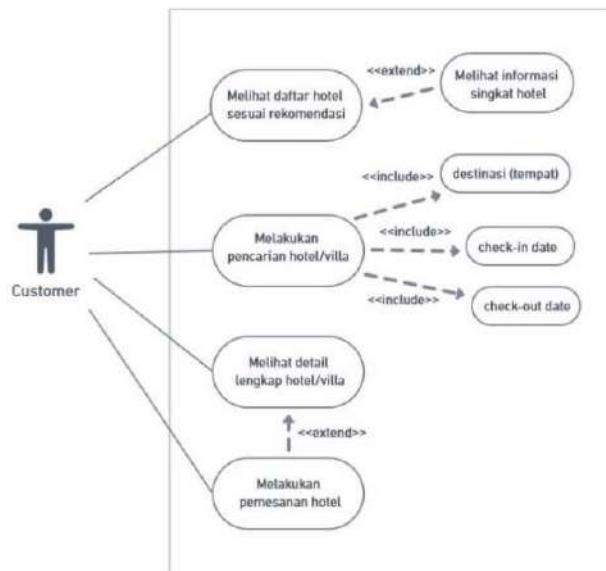 <<extend>>
Melihat informasi
singkat hotel
Melihat daftar hotel
sesuai rekomendasi
<<include>>
destinasi (tempat)
Customer
Melakukan
pencarian hotel/villa
<<include>>
check-in date
<<include>>
check-out date
Melihat detail
lengkap hotel/villa
<<extend>>
Melakukan
pemesanan hotel